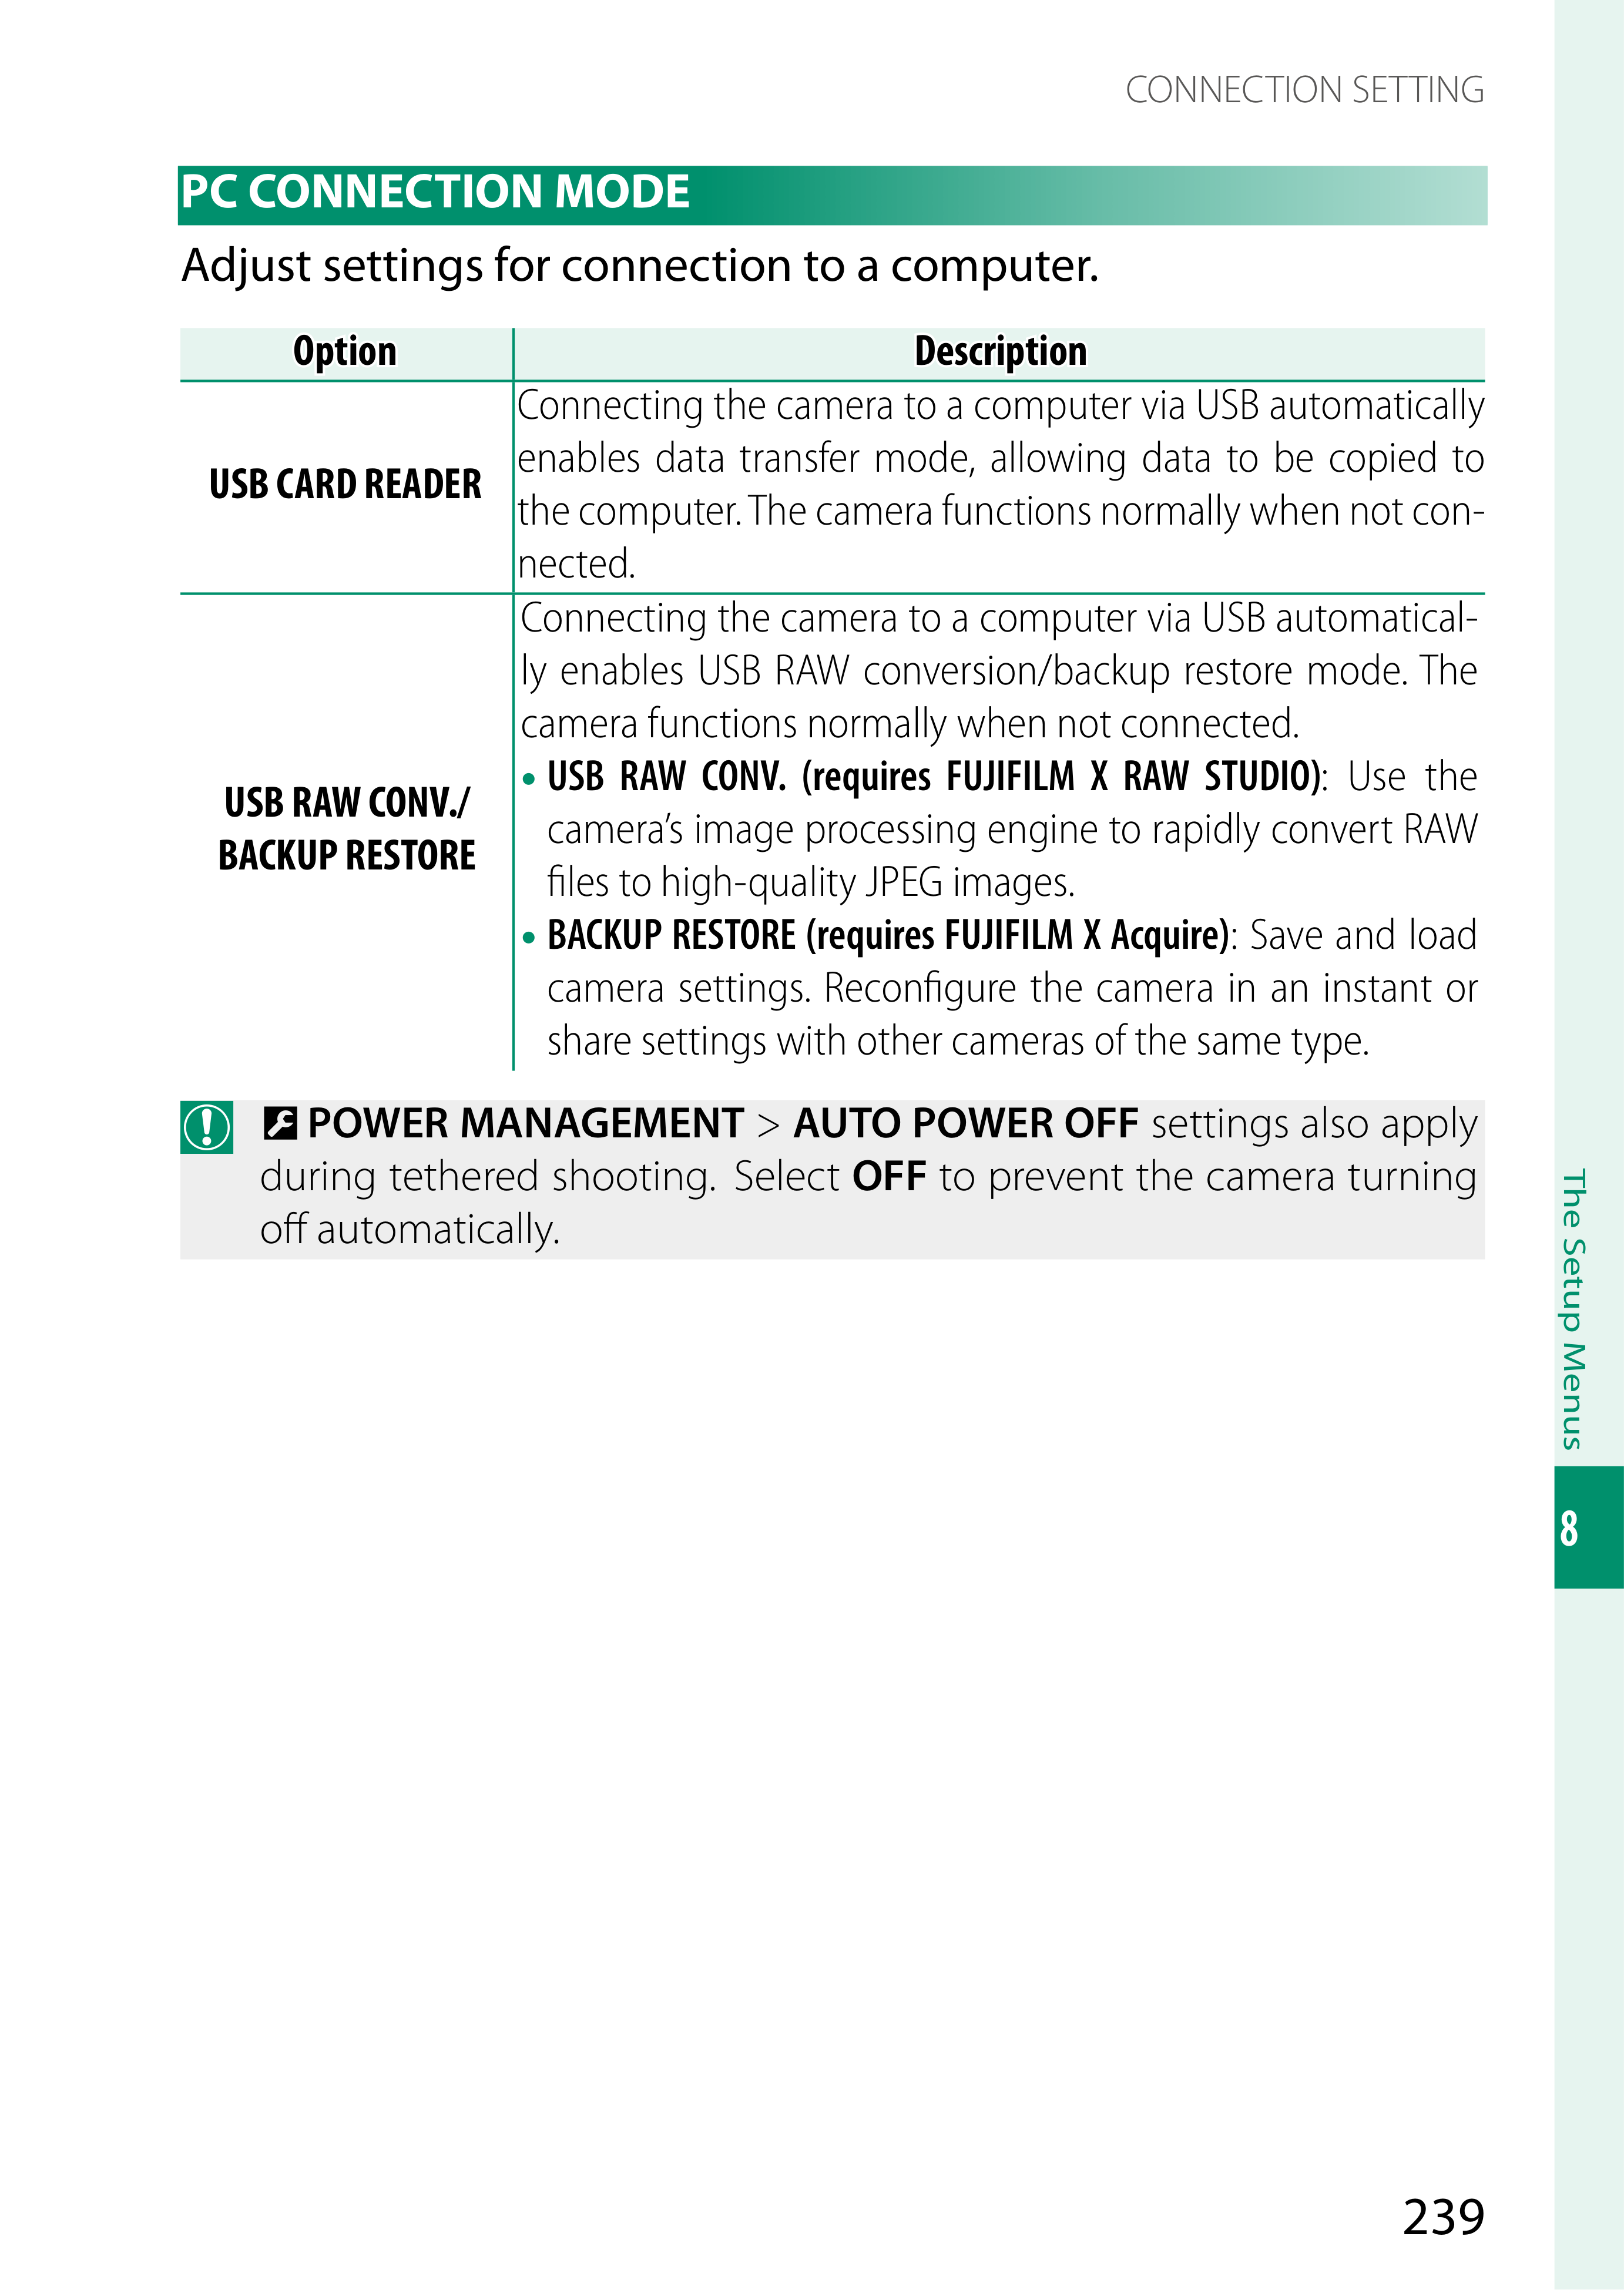 CONNECTION SETTING
PC CONNECTION MODE
Adjust settings for connection to a computer.
Option
Description
USB CARD READER
Connecting the camera to a computer via USB automatically
enables data transfer mode, allowing data to be copied to
the computer. The camera functions normally when not con-
nected.
USB RAW CONV./
BACKUP RESTORE
Connecting the camera to a computer via USB automatical-
ly enables USB RAW conversion/backup restore mode. The
camera functions normally when not connected.
• USB RAW CONV. (requires FUJIFILM X RAW STUDIO): Use the
camera’s image processing engine to rapidly convert RAW
files to high-quality JPEG images.
• BACKUP RESTORE (requires FUJIFILM X Acquire): Save and load
camera settings. Reconfigure the camera in an instant or
share settings with other cameras of the same type.
POWER MANAGEMENT > AUTO POWER OFF settings also apply
during tethered shooting. Select OFF to prevent the camera turning
off automatically.
The Setup Menus
8
239